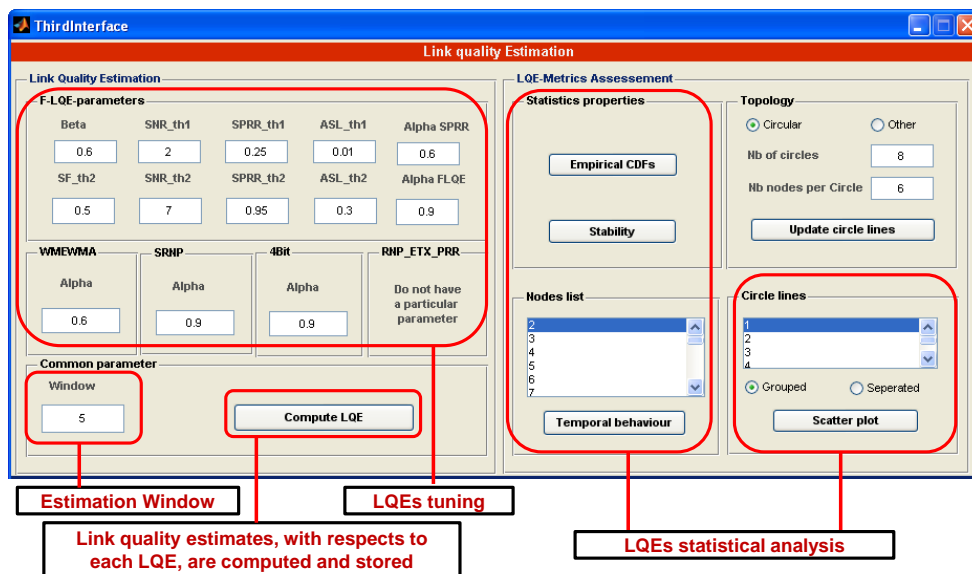 ThirdInterface
Link quality Estimation
Link Quality Estimation
F-LQE-parameters
Beta SNR_th1 SPRR_th1 ASL_th1 Alpha SPRR
0.6 2 0.25 0.01 0.6
SF_th2 SNR_th2 SPRR_th2 ASL_th2 Alpha FLQE
0.5 7 0.95 0.3 0.9
WMEWMA SRNP 4Bit RNP_ETX_PRR
Alpha Alpha Alpha
0.6 0.9 0.9
Do not have
a particular
parameter
Common parameter
Window
5
Compute LQE
LQE-Metrics Assessement
Statistics properties
Empirical CDFs
Stability
Topology
Circular Other
Nb of circles 8
Nb nodes per Circle 6
Update circle lines
Nodes list
2
3
4
5
6
7
Temporal behaviour
Circle lines
1
2
3
4
Grouped Seperated
Scatter plot
Estimation Window
LQEs tuning
Link quality estimates, with respects to
each LQE, are computed and stored
LQEs statistical analysis